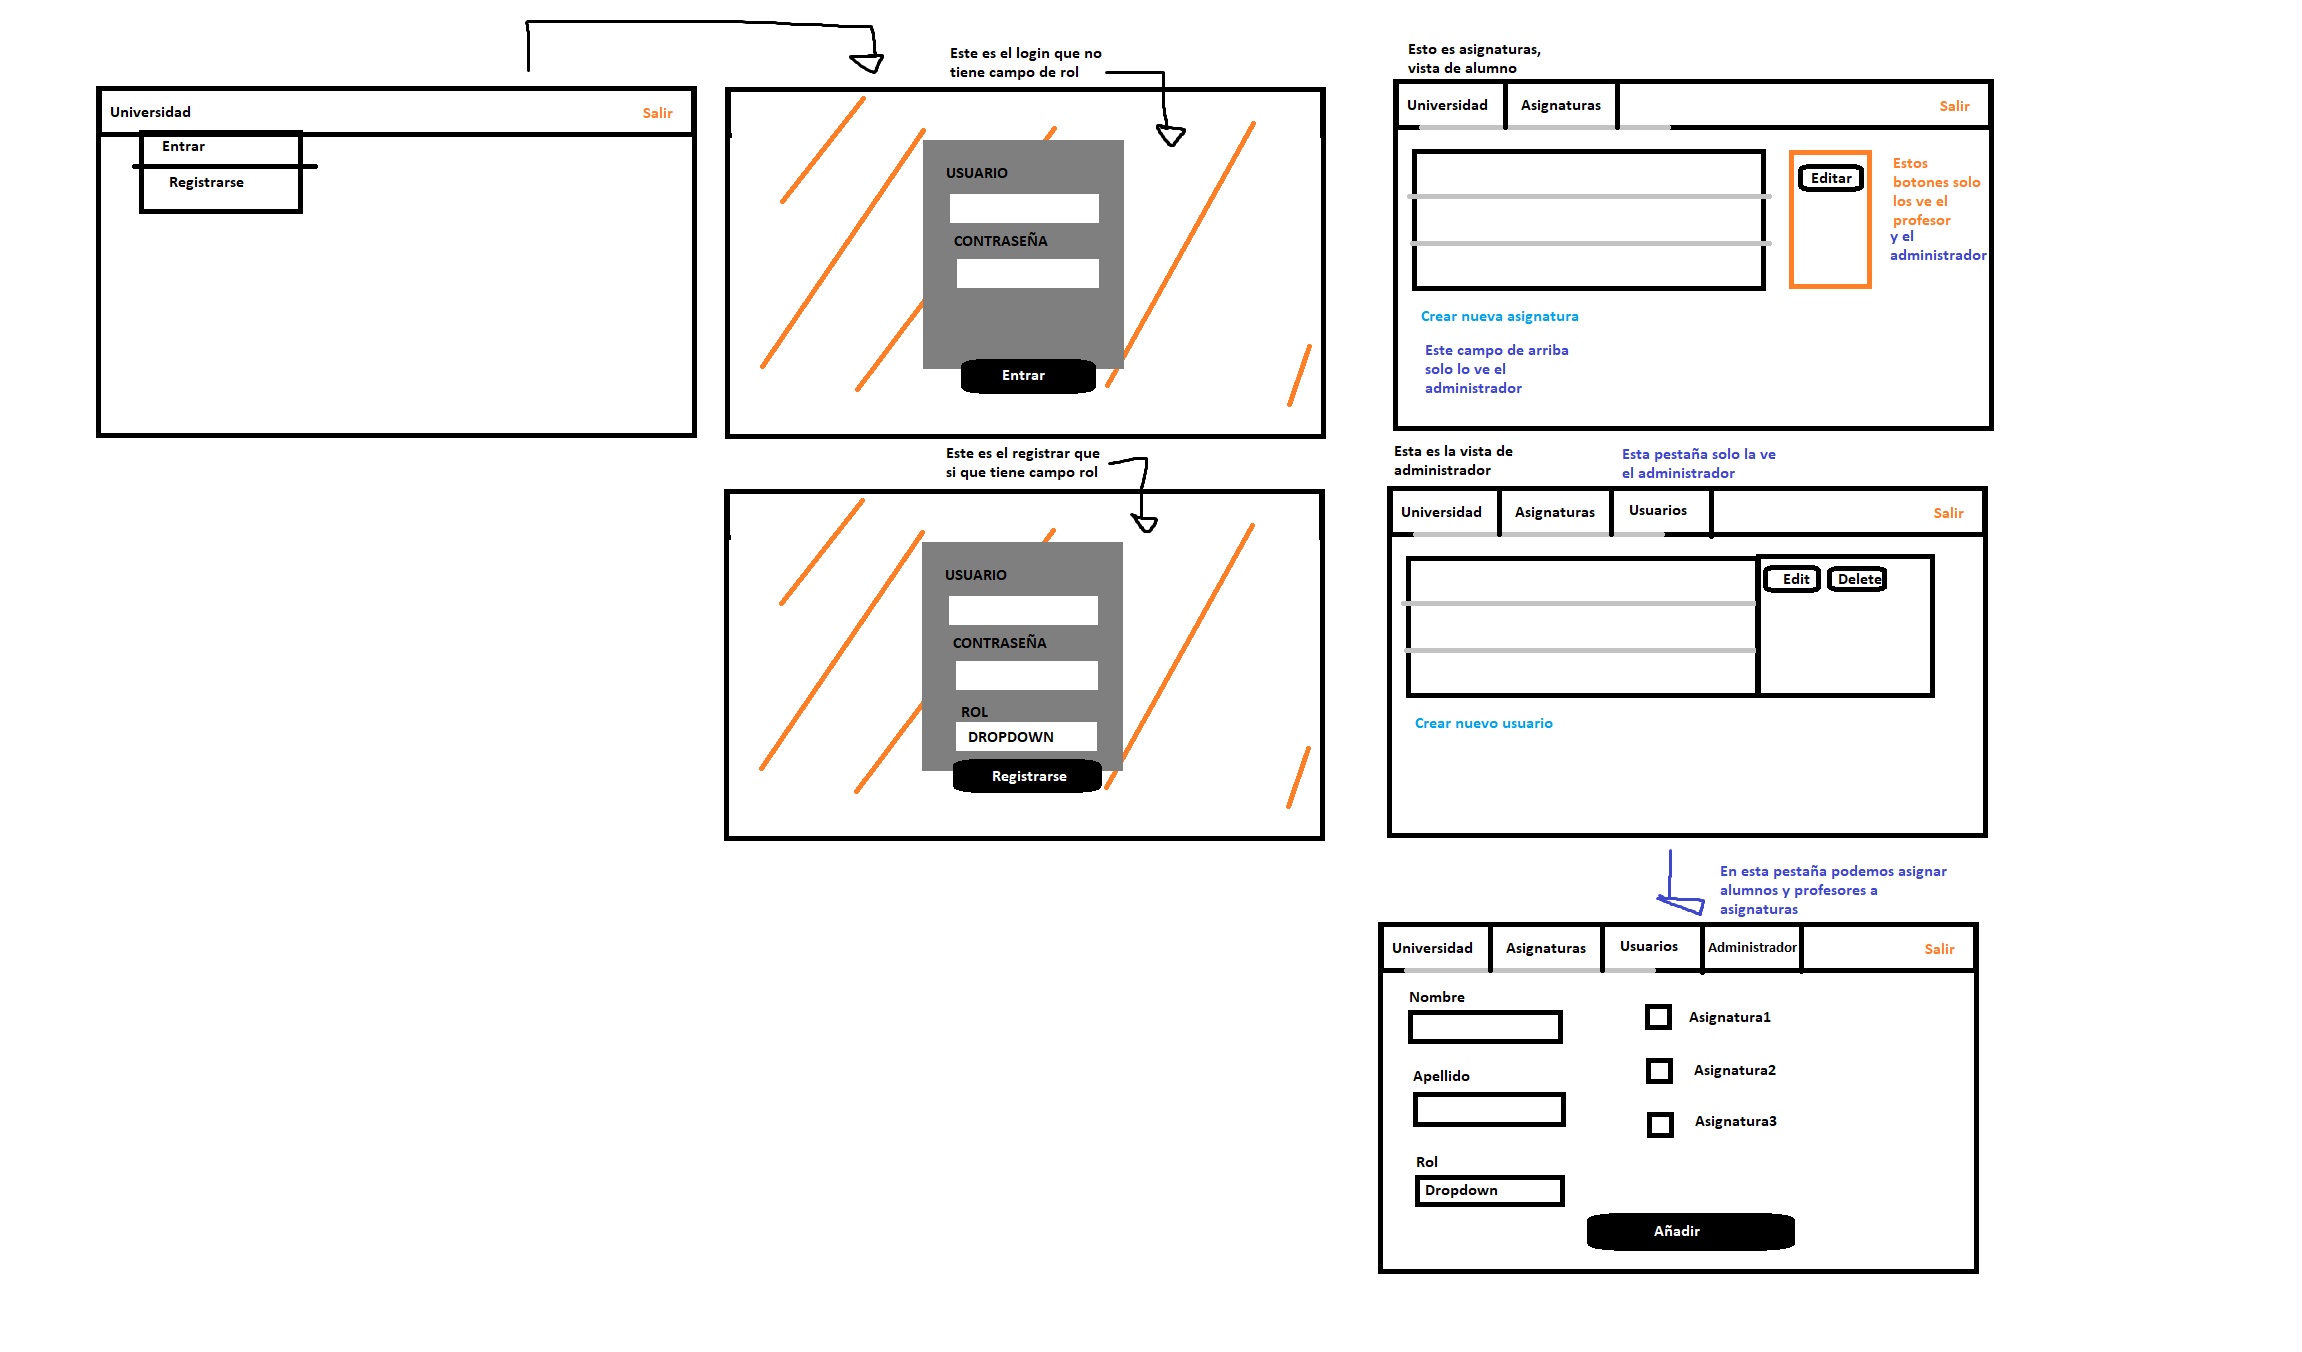 Universidad
Salir
Entrar
Registrarse
Este es el login que no
tiene campo de rol
USUARIO
CONTRASEÑA
Entrar
Este es el registrar que
si que tiene campo rol
USUARIO
CONTRASEÑA
ROL
DROPDOWN
Registrarse
Esto es asignaturas,
vista de alumno
Universidad
Asignaturas
Salir
Editar
Estos
botones solo
los ve el
profesor
y el
administrador
Crear nueva asignatura
Este campo de arriba
solo lo ve el
administrador
Esta es la vista de
administrador
Esta pestaña solo la ve
el administrador
Universidad
Asignaturas
Usuarios
Salir
Edit
Delete
Crear nuevo usuario
En esta pestaña podemos asignar
alumnos y profesores a
asignaturas
Universidad
Asignaturas
Usuarios
Administrador
Salir
Nombre
Asignatura1
Apellido
Asignatura2
Asignatura3
Rol
Dropdown
Añadir